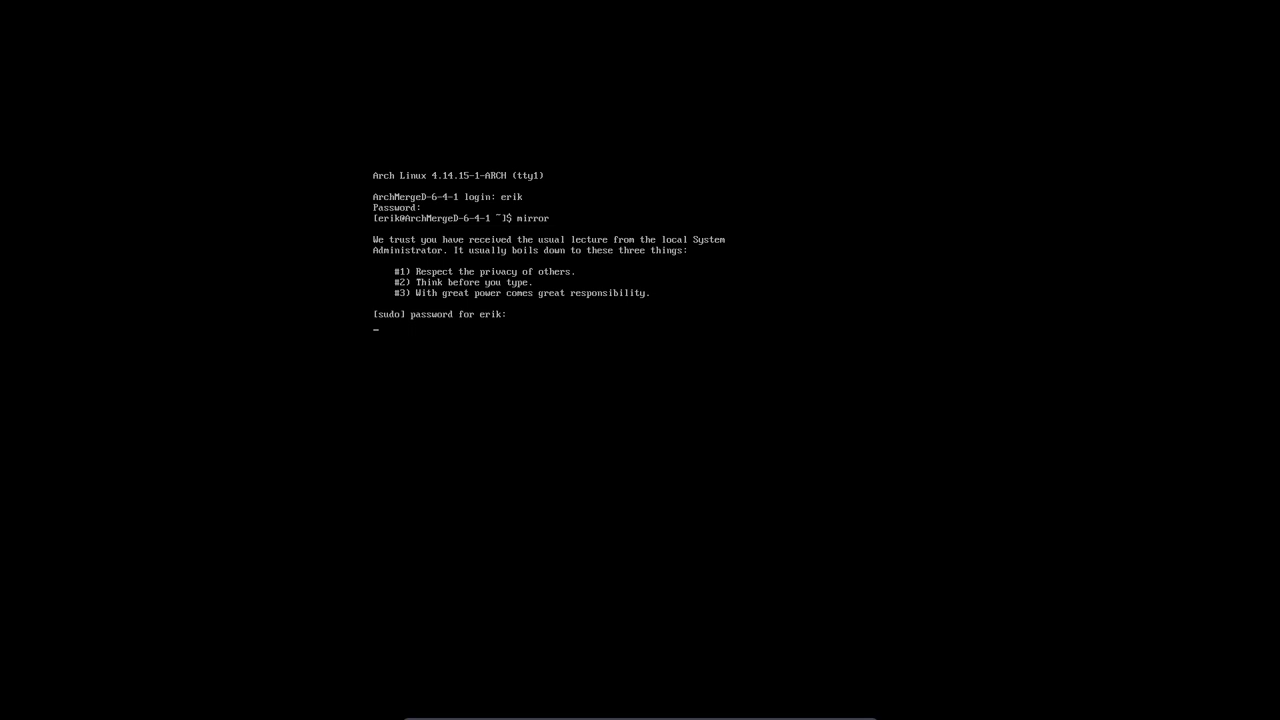 Arch Linux 4.14.15-1-ARCH (tty1)
ArchMergeD-6-4-1 login: erik
Password:
[erik@ArchMergeD-6-4-1 ~]$ mirror
We trust you have received the usual lecture from the local System
Administrator. It usually boils down to these three things:
#1) Respect the privacy of others.
#2) Think before you type.
#3) With great power comes great responsibility.
[sudo] password for erik: